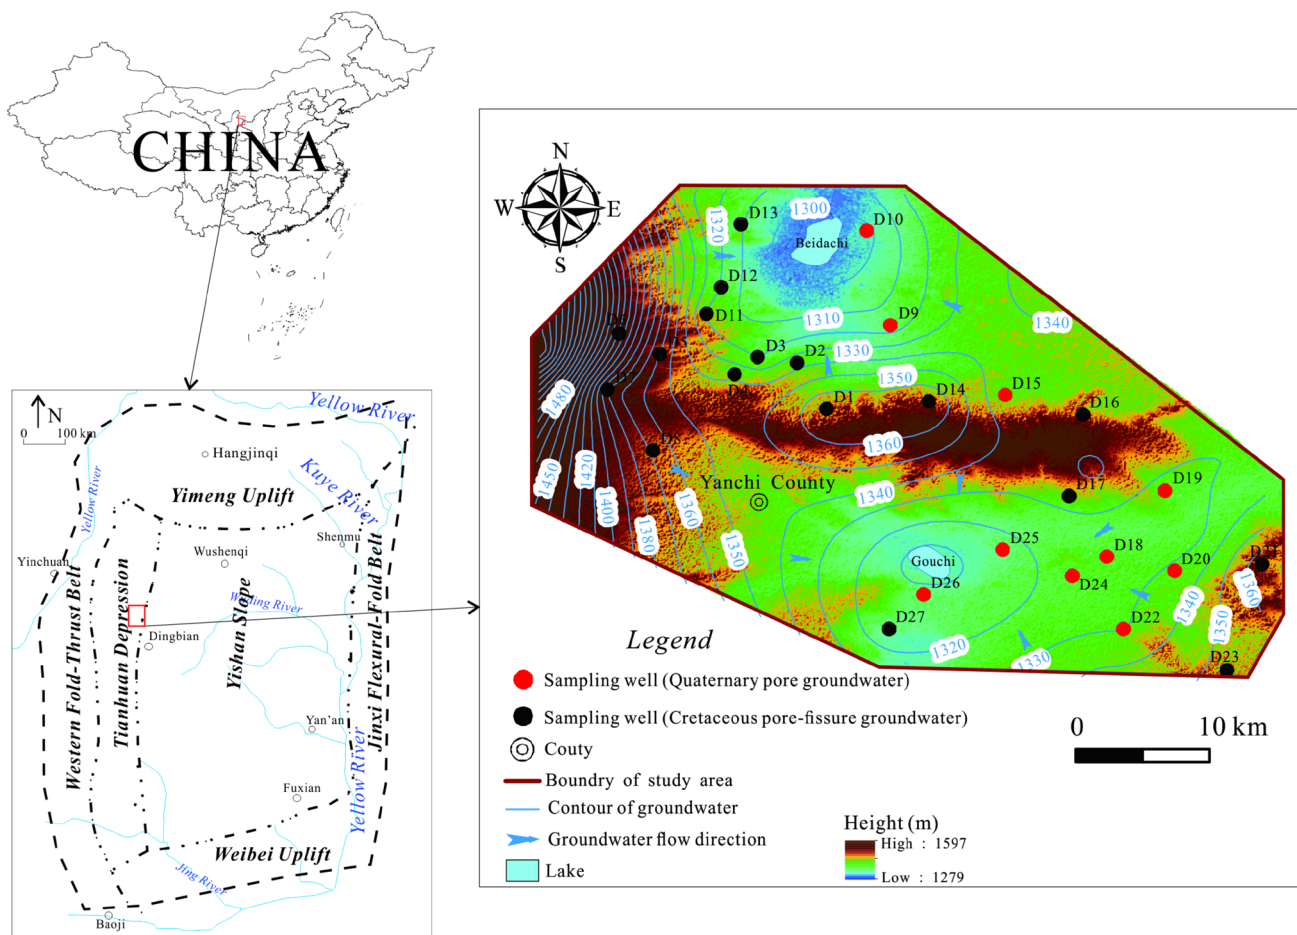 CHINA
N
0 100 km
Yellow River
Hangjinqi
Kuye River
Yimeng Uplift
Yellow River
Shenmu
Wushenqi
Yinchuan
Western Fold-Thrust Belt
Tianhuan Depression
Yishan Slope
Jinxi Flexural-Fold Belt
Dingbian
Yan'an
Yellow River
Fuxian
Weibei Uplift
Jing River
Baoji
N
W E
S
1300
D13
D10
1320
Beidachi
D12
D11
1310
D9
1340
D6
D5
D3
D2
1330
D7
D4
1350
D15
D1
D14
D16
1480
1360
D8
1450
1420
Yanchi County
1340
D17
D19
1400
1360
1380
1350
D25
D18
D21
Gouchi
D24
D20
1360
D26
1340
D27
D22
1350
1320
1330
D23
Legend
Sampling well (Quaternary pore groundwater)
Sampling well (Cretaceous pore-fissure groundwater)
Couty
Boundry of study area
Contour of groundwater
Groundwater flow direction
Lake
0 10 km
Height (m)
High : 1597
Low : 1279